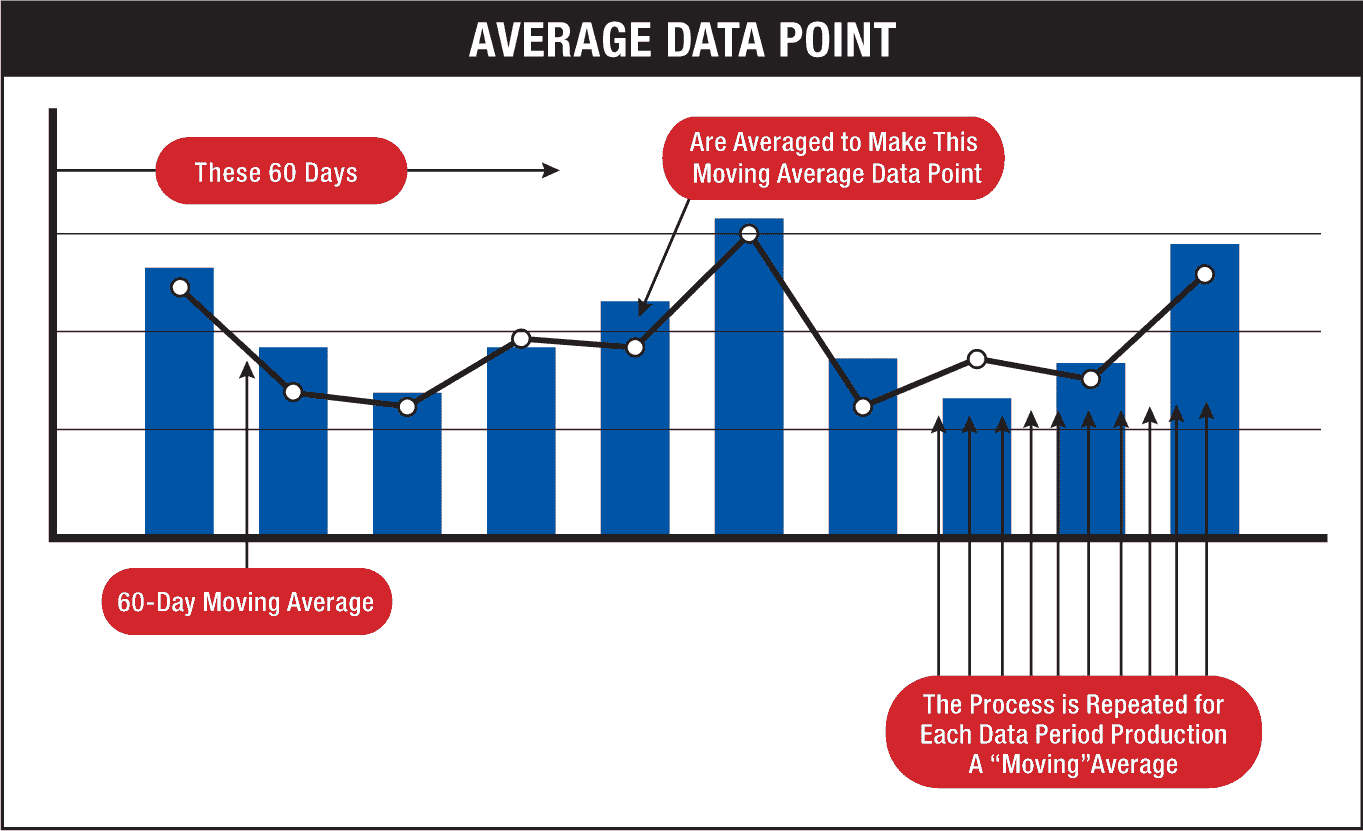 AVERAGE DATA POINT
These 60 Days
Are Averaged to Make This
Moving Average Data Point
60-Day Moving Average
The Process is Repeated for
Each Data Period Production
A “Moving”Average